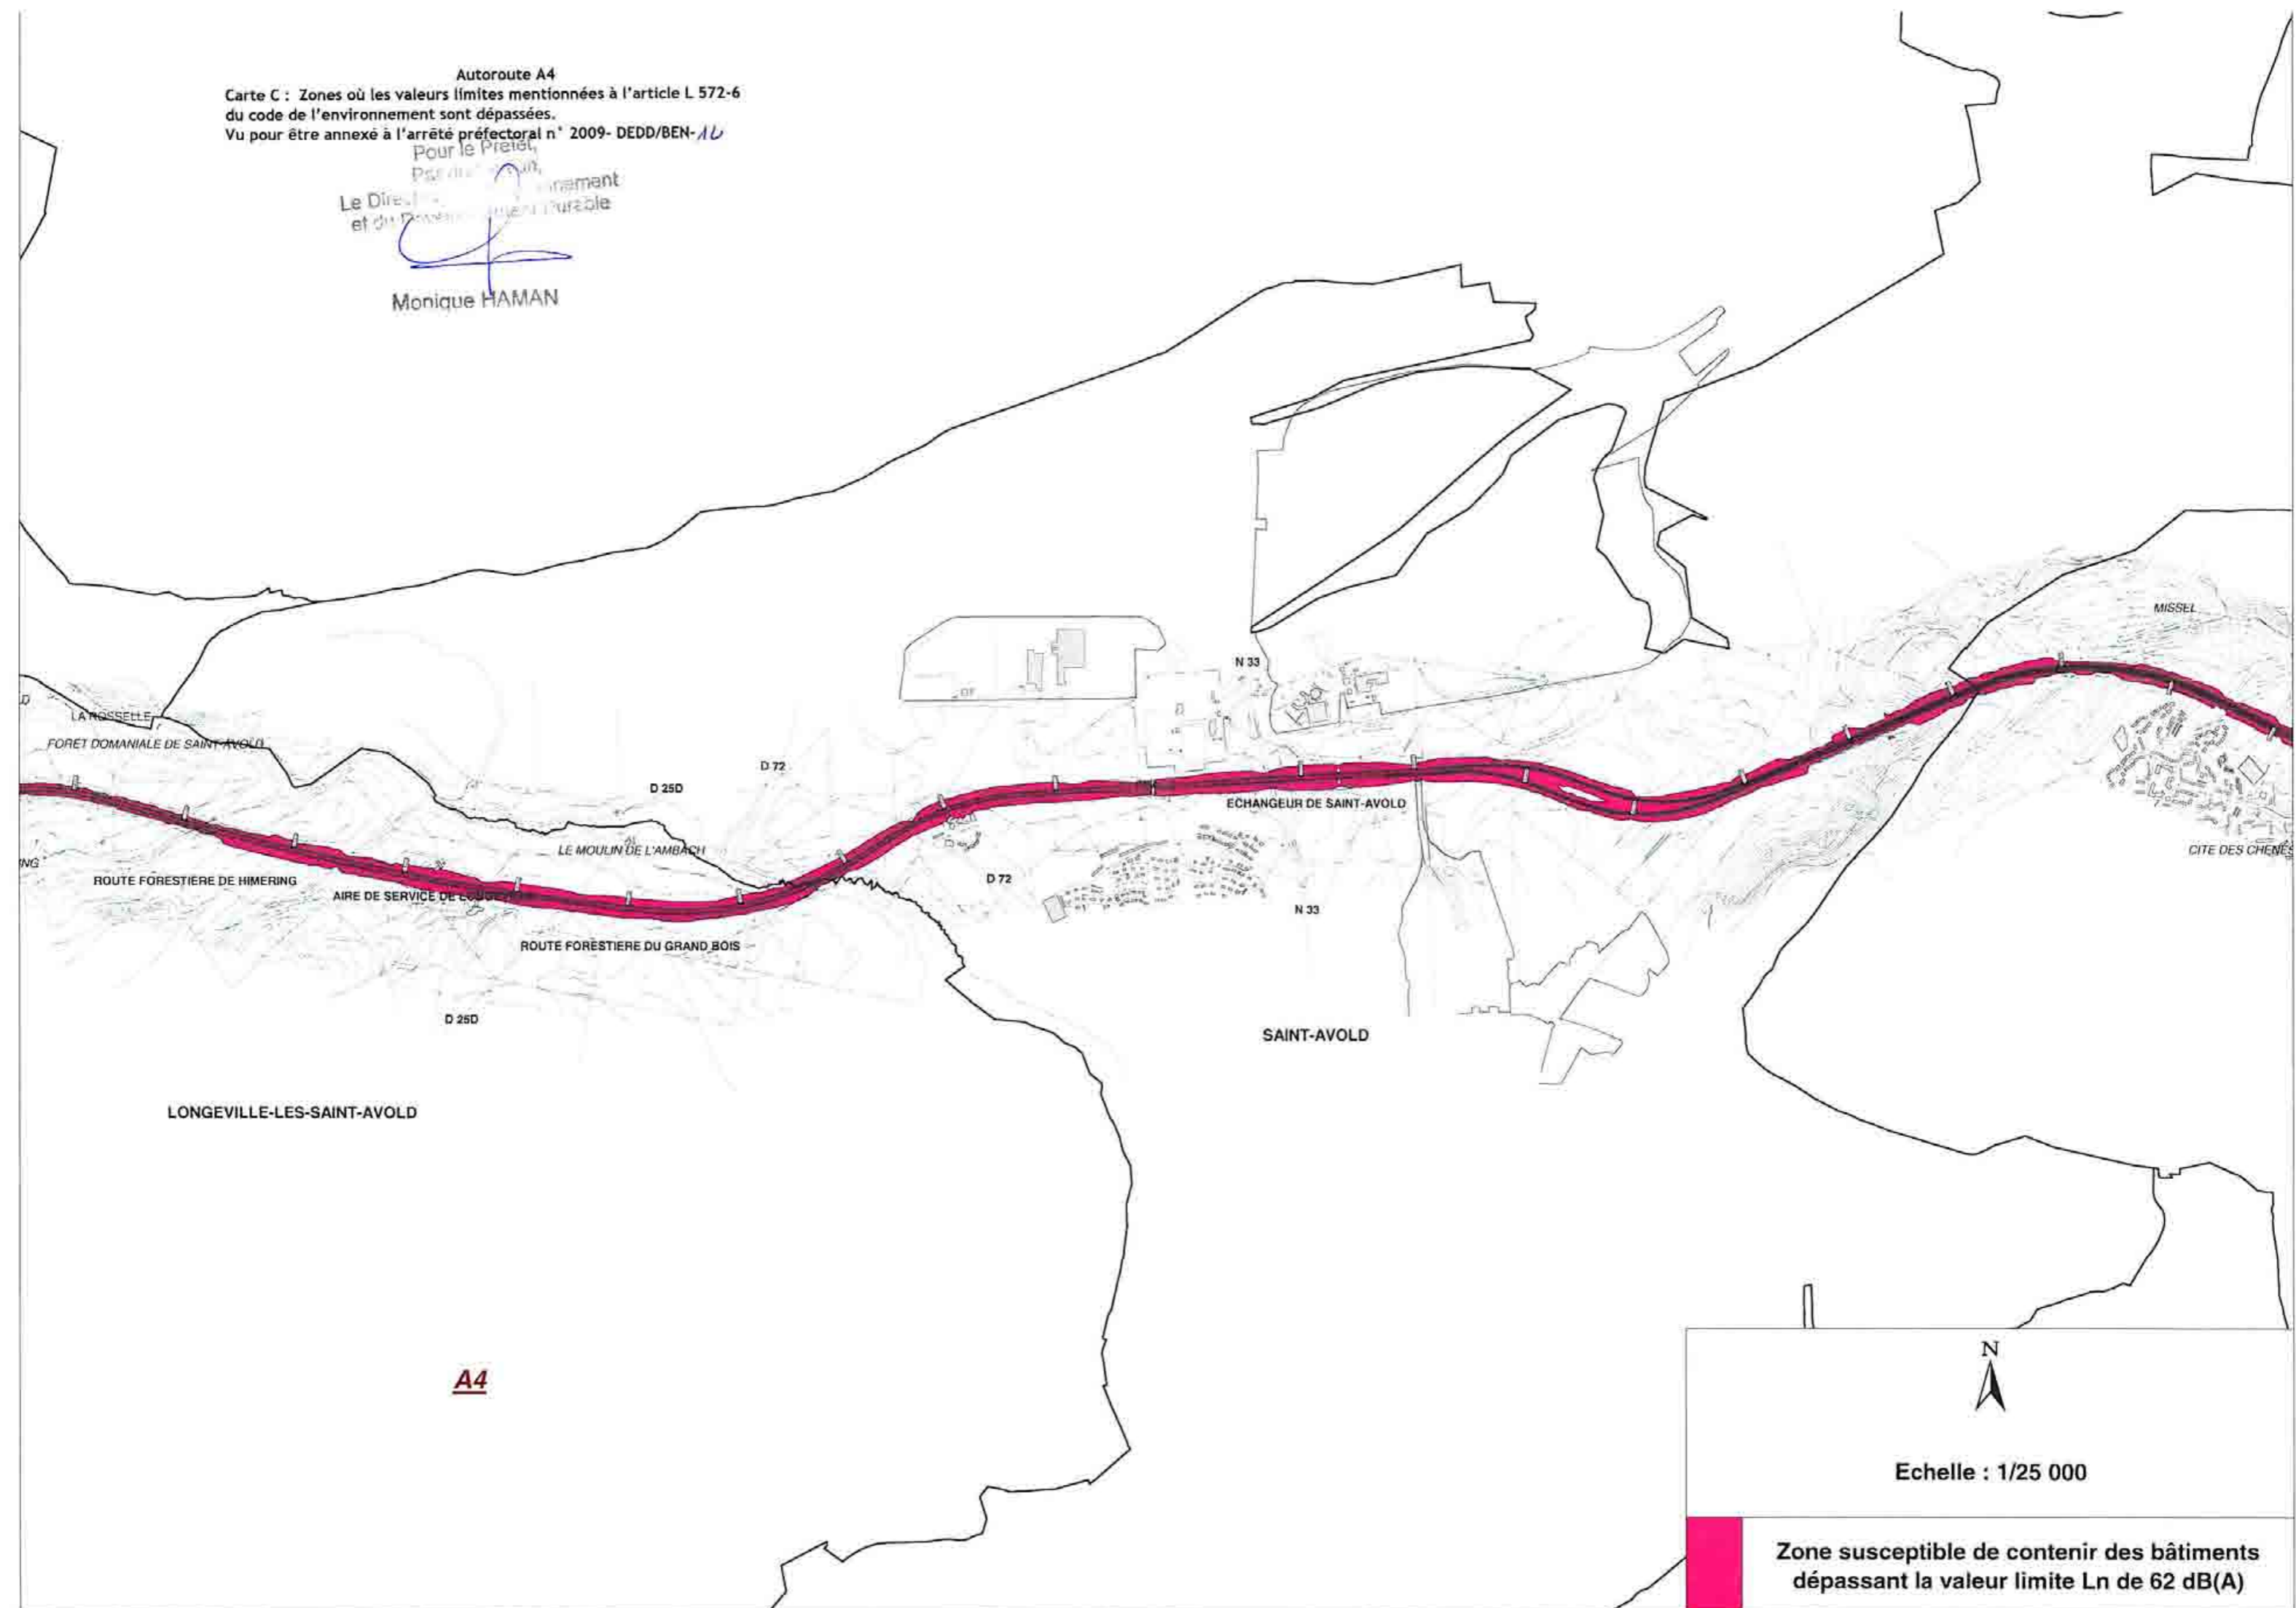 Autoroute A4
Carte C : Zones où les valeurs limites mentionnées à l'article L 572-6
du code de l'environnement sont dépassées.
Vu pour être annexé à l'arrêté préfectoral n° 2009- DEDD/BEN-
Pour le Préfet,
Le
et du Durable
Monique HAMAN
MISSEL
N 33
LA ROSSELLE
FORET DOMANIALE DE SAINT-AVOLD
D 72
D 25D
ECHANGEUR DE SAINT-AVOLD
LE MOULIN DE L'AMBACH
CITE DES CHENES
NG
ROUTE FORESTIÈRE DE HIMERING
D 72
AIRE DE SERVICE DE
N 33
ROUTE FORESTIERE DU GRAND BOIS
D 25D
SAINT-AVOLD
LONGEVILLE-LES-SAINT-AVOLD
A4
N
Echelle : 1/25 000
Zone susceptible de contenir des bâtiments
dépassant la valeur limite Ln de 62 dB(A)